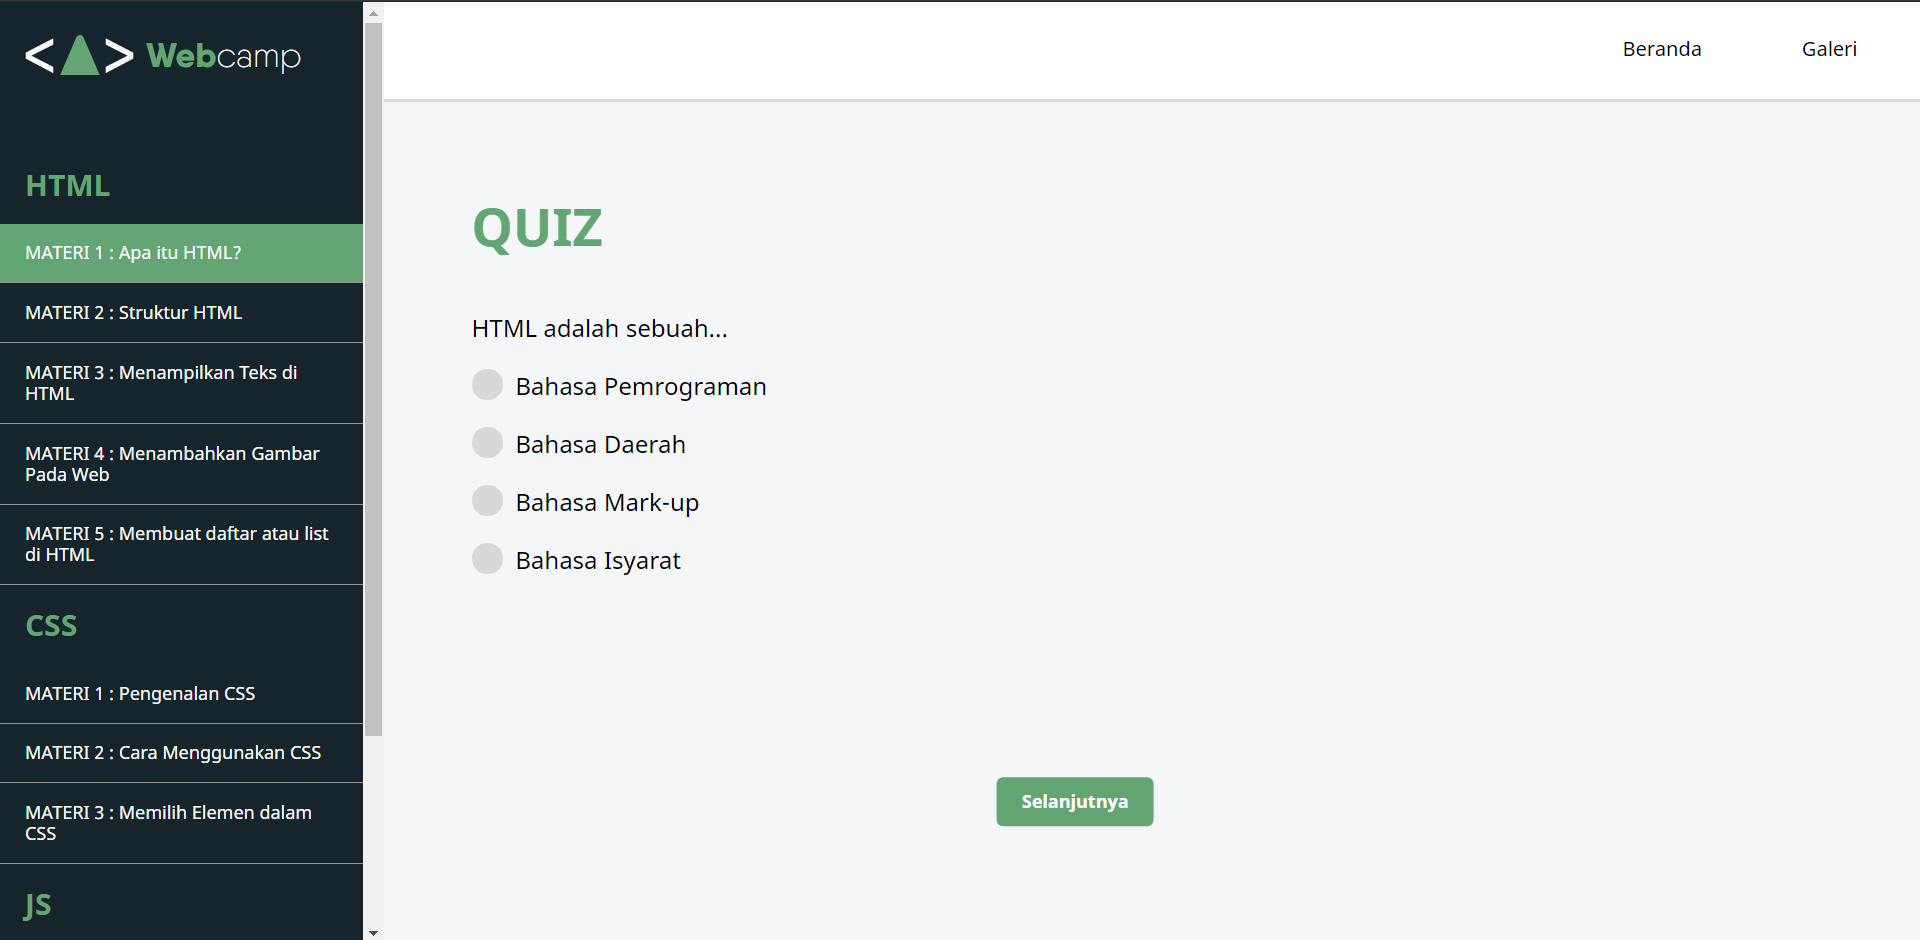 <▲> Webcamp
Beranda
Galeri
HTML
MATERI 1 : Apa itu HTML?
MATERI 2 : Struktur HTML
MATERI 3 : Menampilkan Teks di
HTML
MATERI 4 : Menambahkan Gambar
Pada Web
MATERI 5 : Membuat daftar atau list
di HTML
CSS
MATERI 1 : Pengenalan CSS
MATERI 2 : Cara Menggunakan CSS
MATERI 3 : Memilih Elemen dalam
CSS
JS
QUIZ
HTML adalah sebuah...
Bahasa Pemrograman
Bahasa Daerah
Bahasa Mark-up
Bahasa Isyarat
Selanjutnya